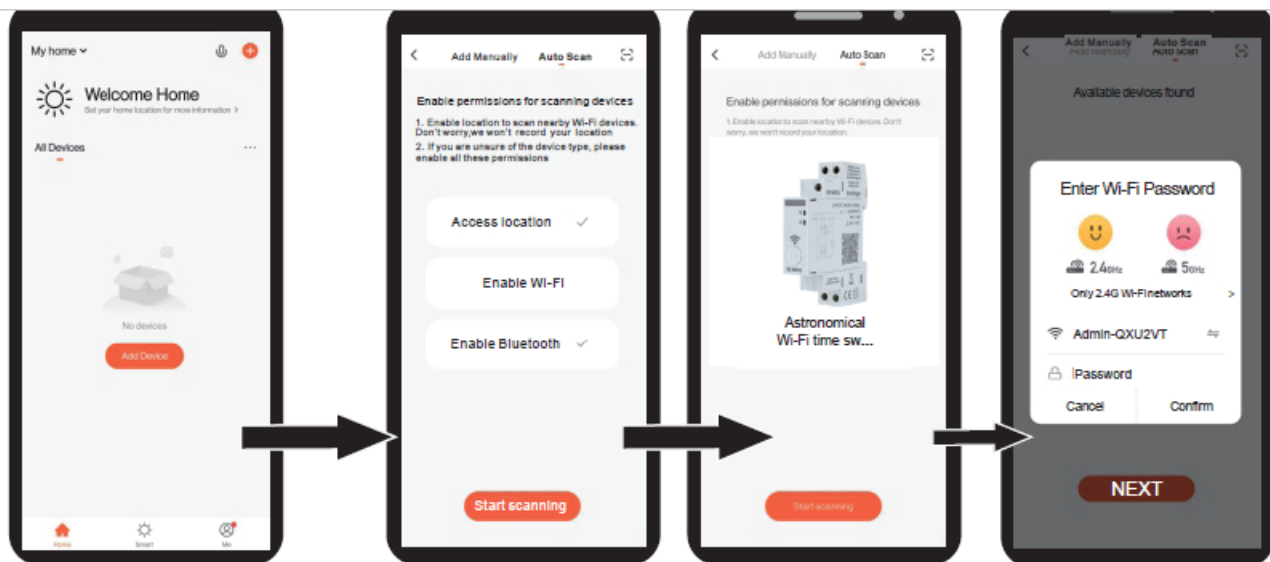 My home
Welcome Home
Set your home location for more information >
All Devices
...
No devices
Add Device
Home
Smart
Me
Add Manually Auto Scan
Enable permissions for scanning devices
1. Enable location to scan nearby Wi-Fi devices.
Don't worry,we won't record your location
2. If you are unsure of the device type, please
enable all these permissions
Access location
Enable WI-FI
Enable Bluetooth
Start scanning
Add Manually Auto Scan
Enable permissions for scanning devices
1. Enable location to scan nearby Wi-Fi devices. Don't
worry, we won't record your location.
Astronomical
Wi-Fi time sw....
Start scanning
Add Manually Auto Scan
Add Manually Auto Scan
Available devices found
Enter Wi-Fi Password
2.4GHz 5GHz
Only 2.4G Wi-Finetworks >
Admin-QXU2VT
Password
Cancel Confirm
NEXT